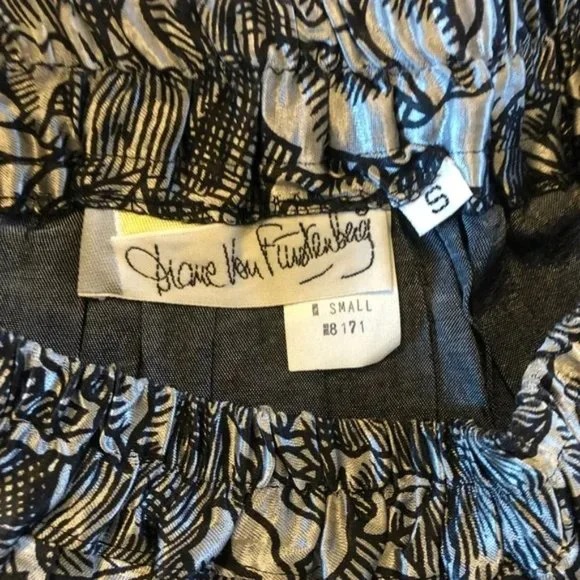 S
Diane Von Furstenberg
SMALL
8171